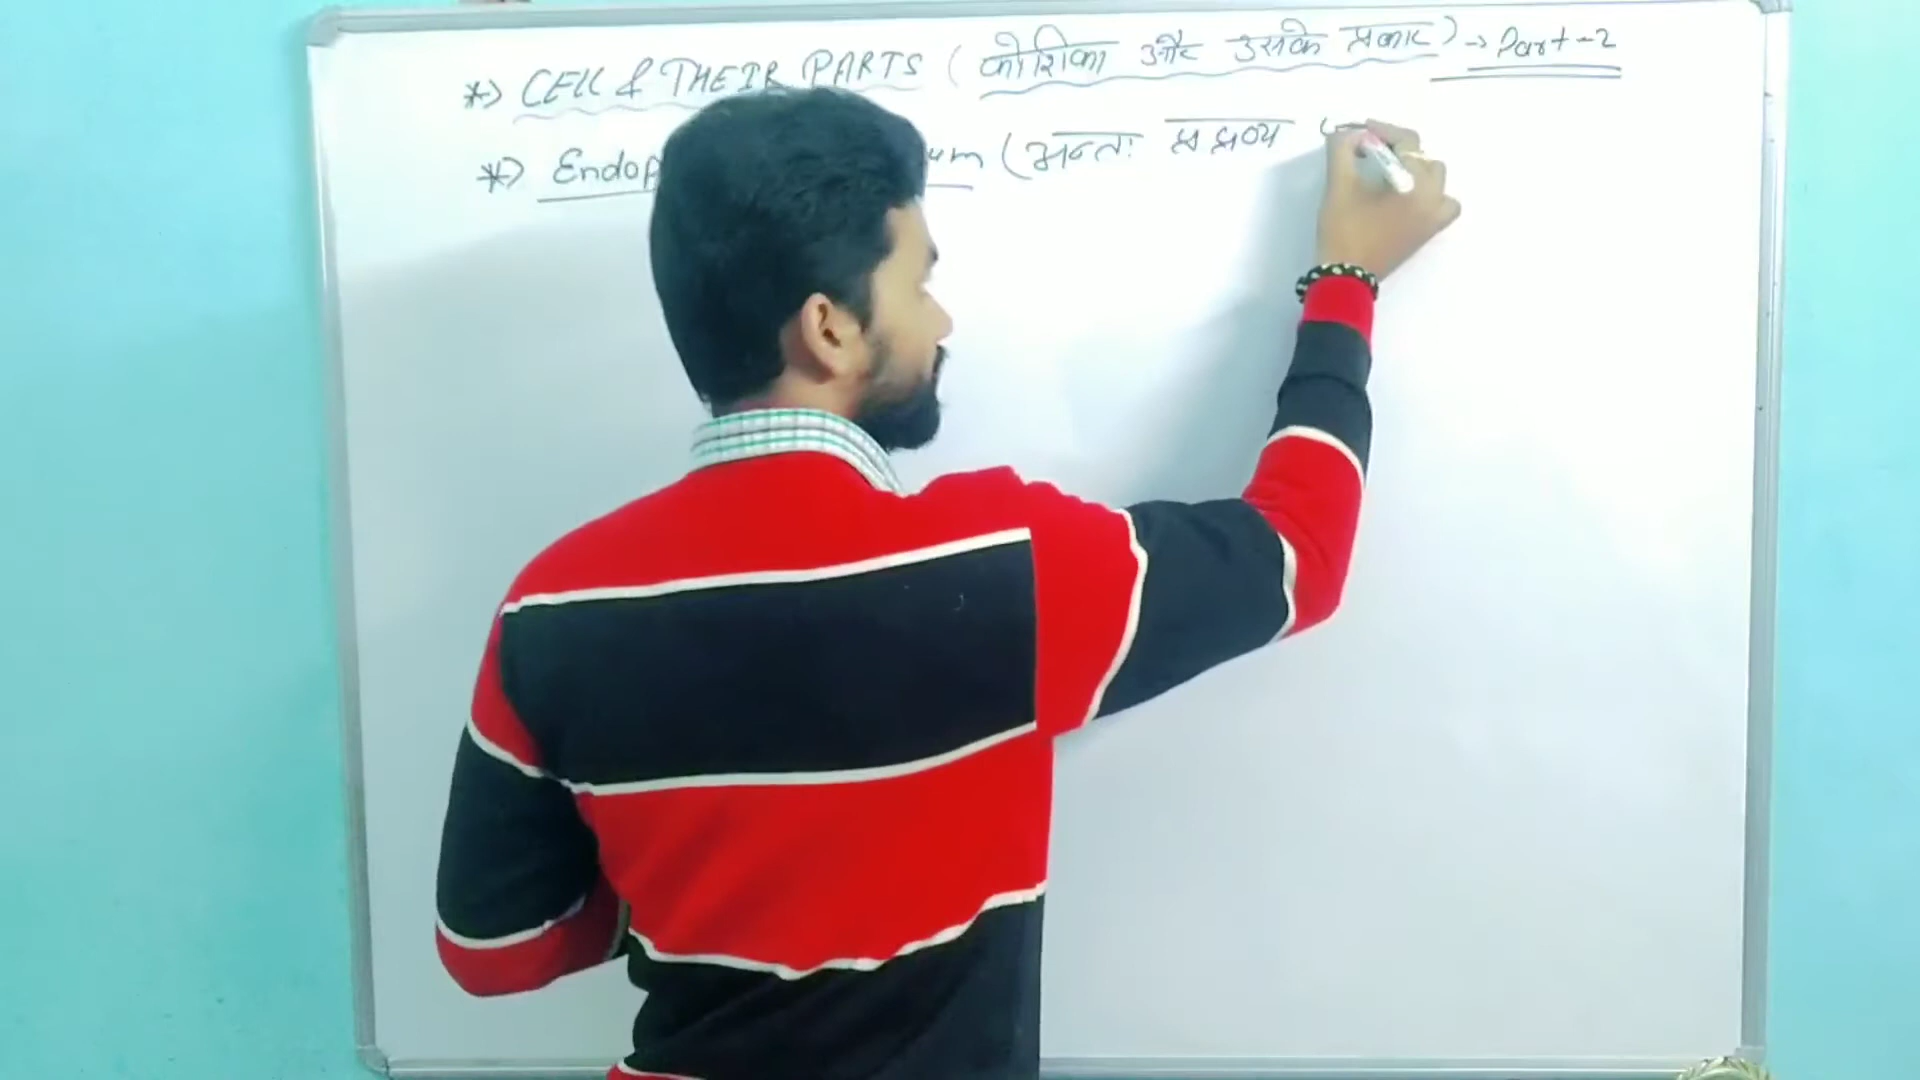 *) CELL & THEIR PARTS (कोशिका और उसके प्रकार) → Part-2
*) Endop um (अन्तः प्रद्रव्य